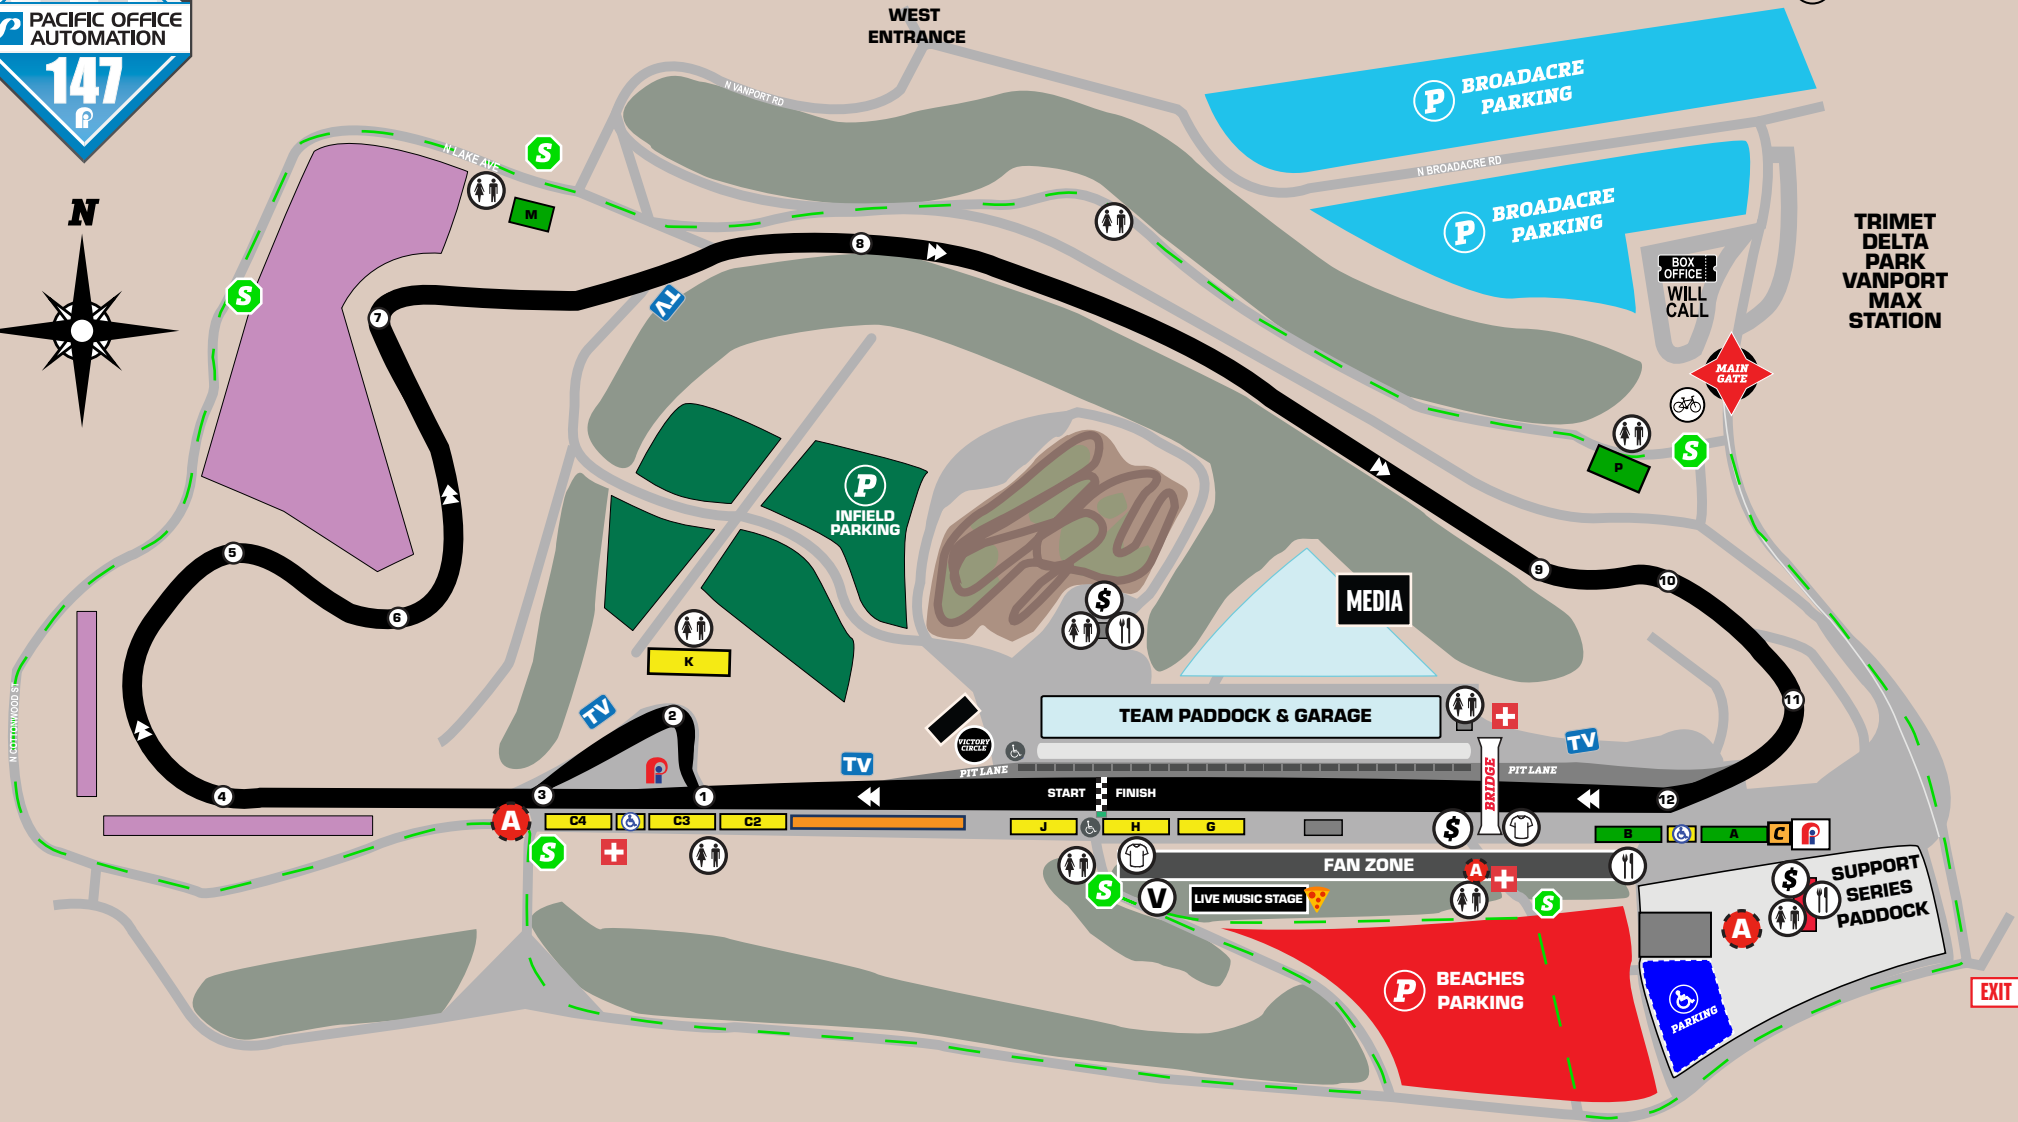 PACIFIC OFFICE
AUTOMATION
147
WEST
ENTRANCE
N VANPORT RD
P BROADACRE
PARKING
N BROADACRE RD
P BROADACRE
PARKING
N LAKE AVE
S
M
N
S
8
7
BOX
OFFICE
WILL
CALL
TRIMET
DELTA
PARK
VANPORT
MAX
STATION
MAIN
GATE
TV
S
P
P
INFIELD
PARKING
5
6
9
10
$
MEDIA
K
11
TV
2
TEAM PADDOCK & GARAGE
VICTORY
CIRCLE
TV
TV
PIT LANE
PIT LANE
BRIDGE
N COTTONWOOD ST
4
3
1
START
FINISH
12
A
C4
C3
C2
J
H
G
$
B
A
C
S
FAN ZONE
A
S
V
LIVE MUSIC STAGE
S
$
SUPPORT
SERIES
PADDOCK
A
P
BEACHES
PARKING
PARKING
EXIT